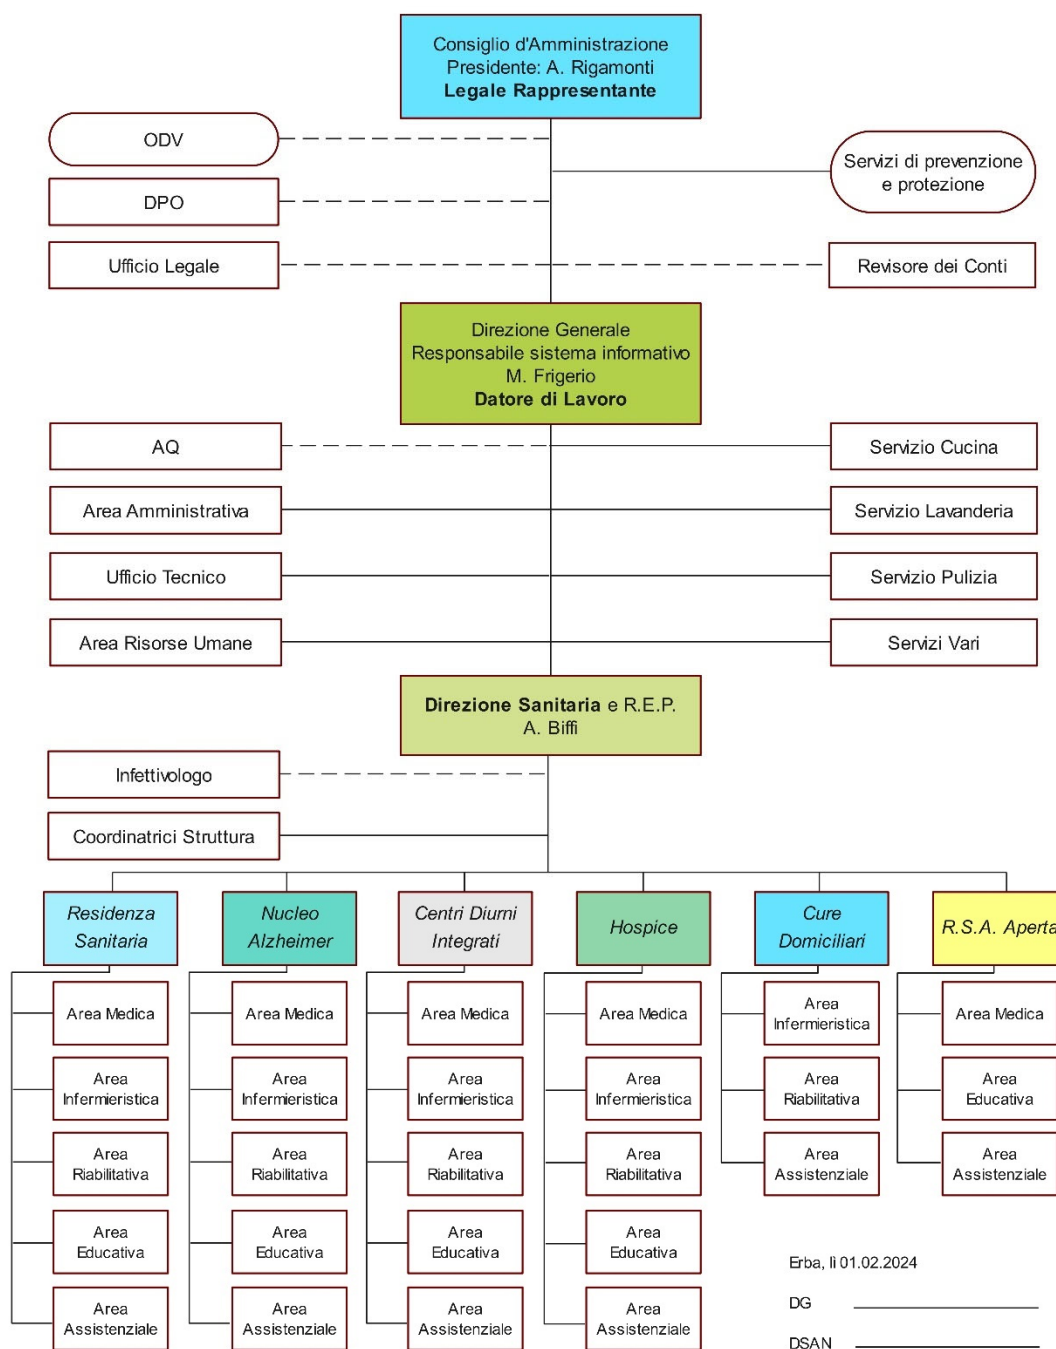 Consiglio d'Amministrazione
Presidente: A. Rigamonti
Legale Rappresentante
ODV
Servizi di prevenzione
e protezione
DPO
Ufficio Legale
Revisore dei Conti
Direzione Generale
Responsabile sistema informativo
M. Frigerio
Datore di Lavoro
AQ
Servizio Cucina
Area Amministrativa
Servizio Lavanderia
Ufficio Tecnico
Servizio Pulizia
Area Risorse Umane
Servizi Vari
Direzione Sanitaria e R.E.P.
A. Biffi
Infettivologo
Coordinatrici Struttura
Residenza
Sanitaria
Area Medica
Area
Infermieristica
Area
Riabilitativa
Area
Educativa
Area
Assistenziale
Nucleo
Alzheimer
Area Medica
Area
Infermieristica
Area
Riabilitativa
Area
Educativa
Area
Assistenziale
Centri Diurni
Integrati
Area Medica
Area
Infermieristica
Area
Riabilitativa
Area
Educativa
Area
Assistenziale
Hospice
Area Medica
Area
Infermieristica
Area
Riabilitativa
Area
Educativa
Area
Assistenziale
Cure
Domiciliari
Area
Infermieristica
Area
Riabilitativa
Area
Assistenziale
R.S.A. Aperta
Area Medica
Area
Educativa
Area
Assistenziale
Erba, lì 01.02.2024
DG
DSAN